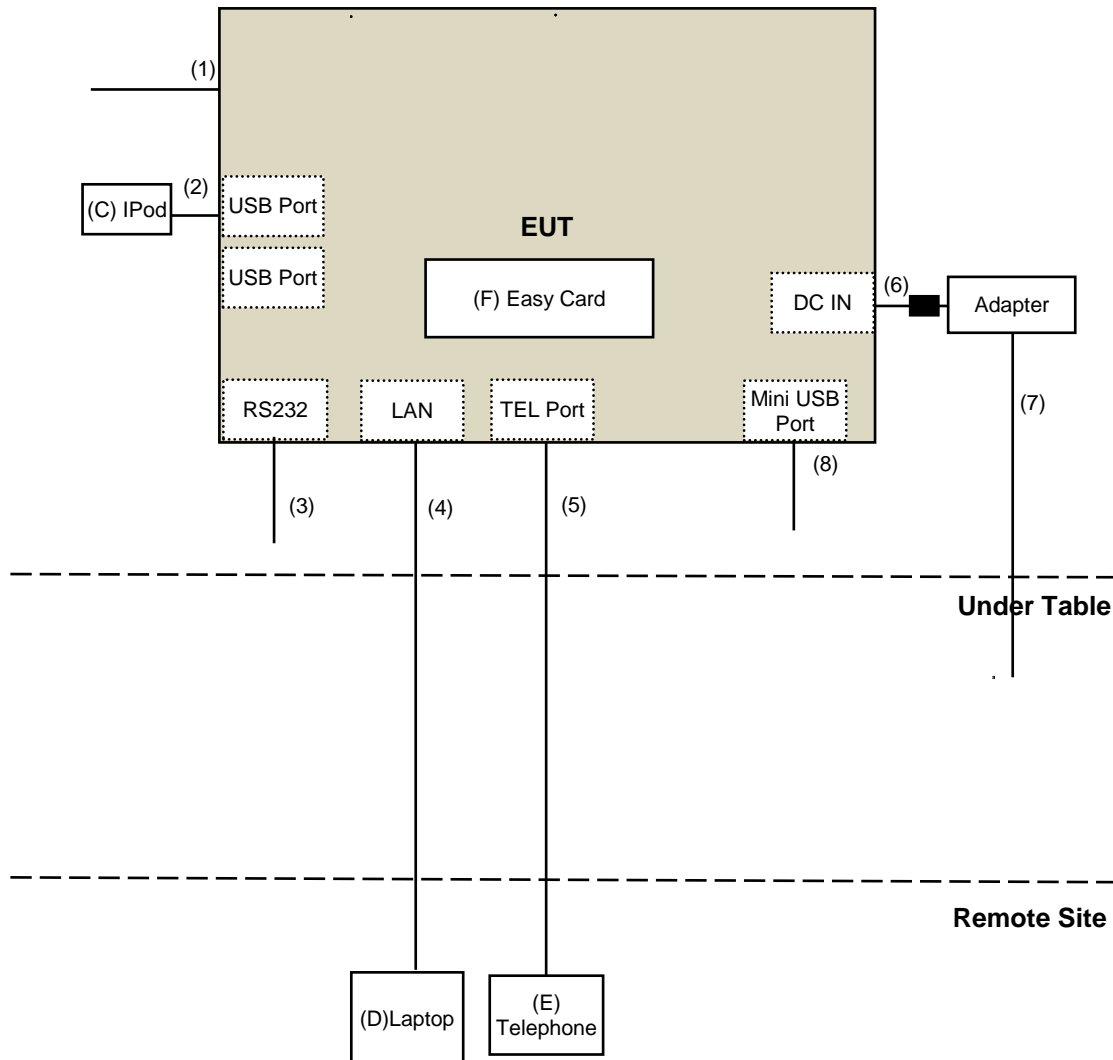 (1)
(2)
(C) IPod
USB Port
EUT
USB Port
(F) Easy Card
DC IN
(6)
Adapter
RS232
LAN
TEL Port
Mini USB
Port
(7)
(3)
(4)
(5)
(8)
Under Table
Remote Site
(D)Laptop
(E)
Telephone